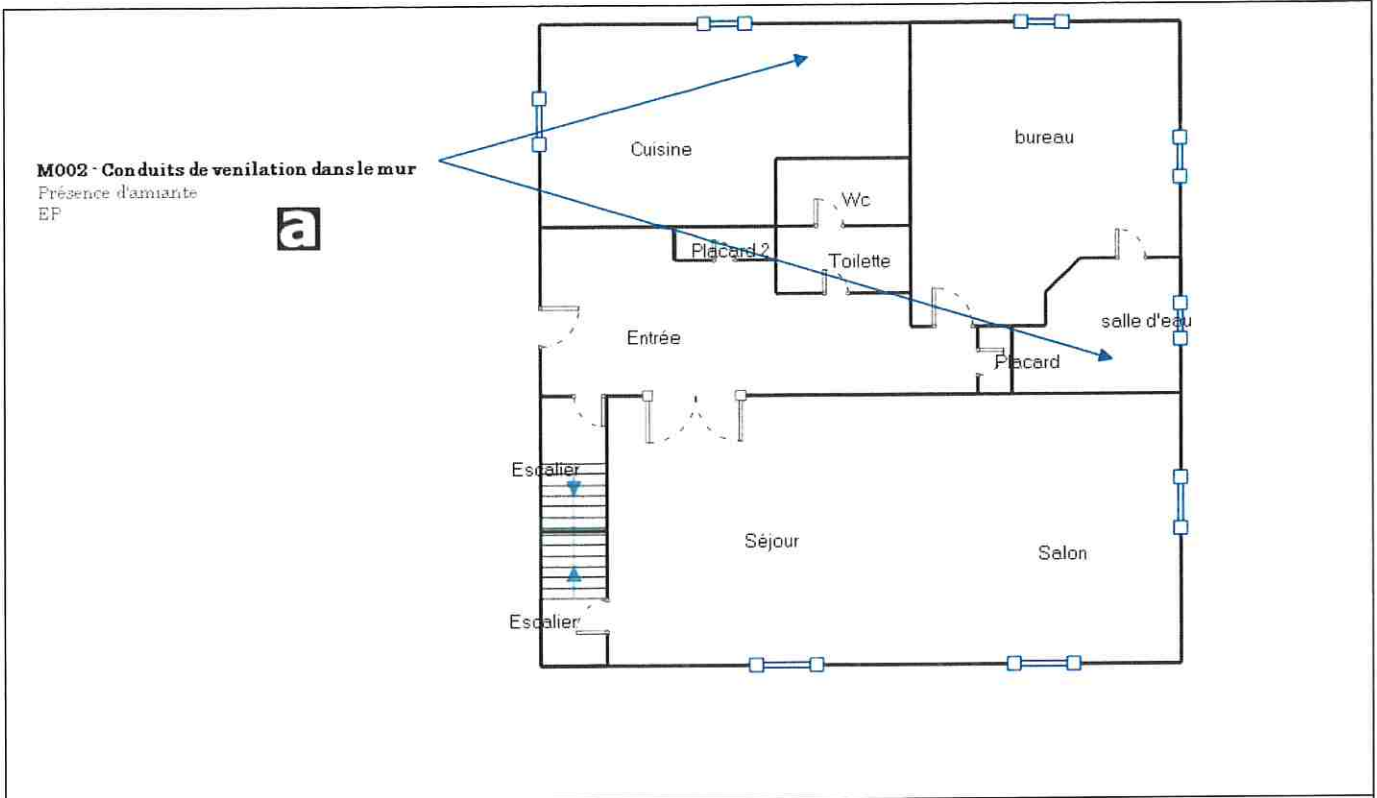 Cuisine
bureau
M002 - Conduits de venilation dans le mur
Présence d'amiante
EP
a
Wc
Placard 2
Toilette
salle d'eau
Entrée
Placard
Escalier
Séjour
Salon
Escalier